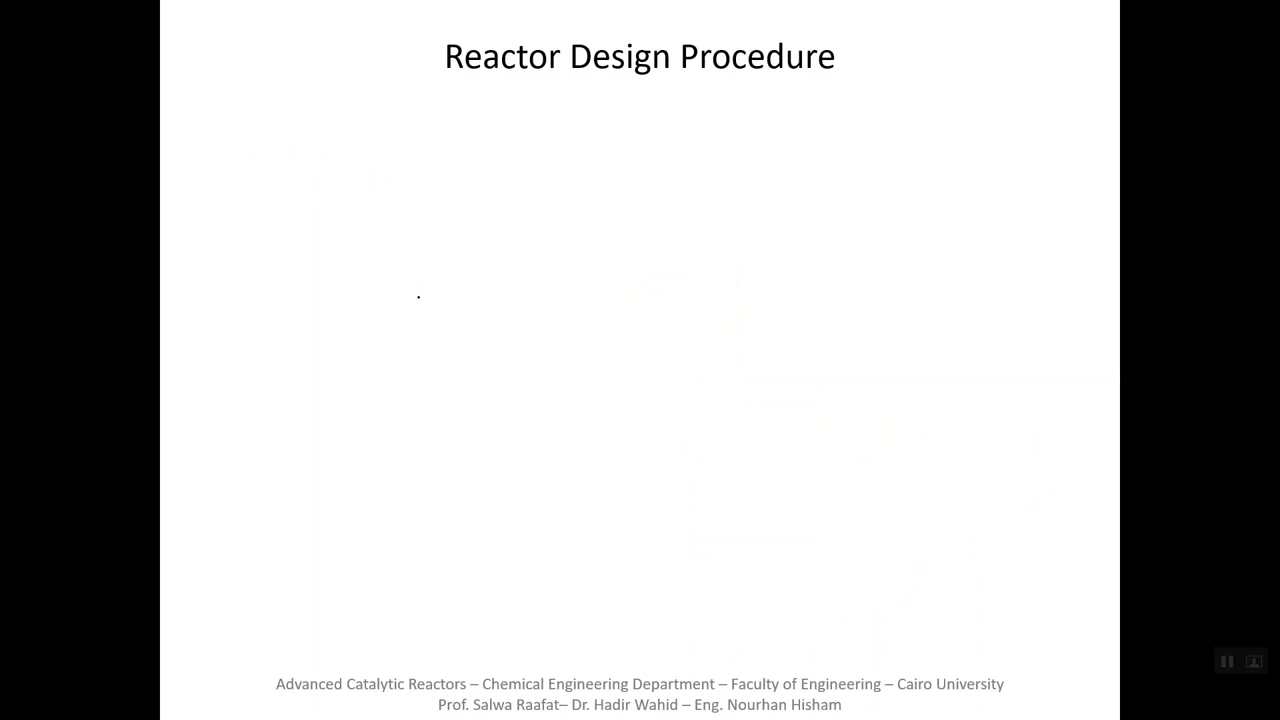 Reactor Design Procedure
Advanced Catalytic Reactors – Chemical Engineering Department – Faculty of Engineering – Cairo University
Prof. Salwa Raafat– Dr. Hadir Wahid – Eng. Nourhan Hisham